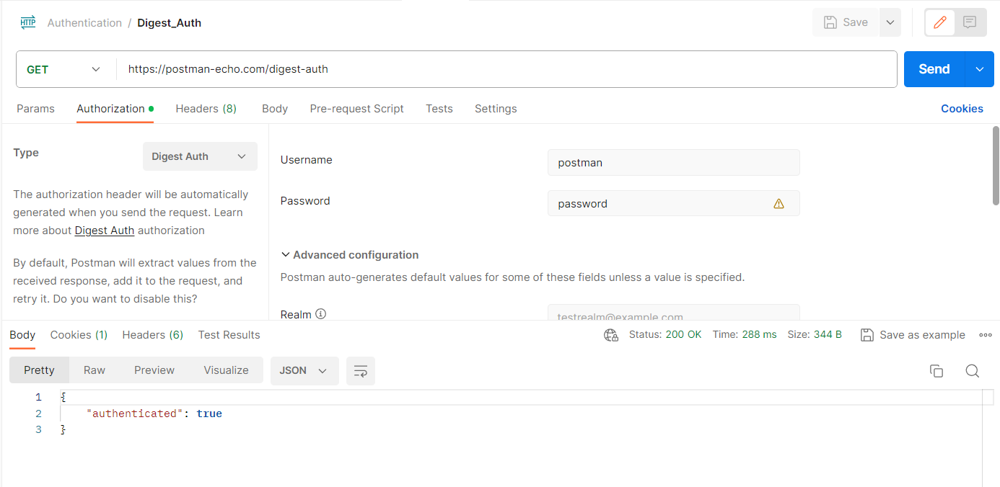 HTTP Authentication / Digest_Auth Save
GET https://postman-echo.com/digest-auth Send
Params Authorization Headers (8) Body Pre-request Script Tests Settings Cookies
Type Digest Auth
The authorization header will be automatically
generated when you send the request. Learn
more about Digest Auth authorization
By default, Postman will extract values from the
received response, add it to the request, and
retry it. Do you want to disable this?
Username postman
Password password
Advanced configuration
Postman auto-generates default values for some of these fields unless a value is specified.
Realm testrealm@example.com
Body Cookies (1) Headers (6) Test Results Status: 200 OK Time: 288 ms Size: 344 B Save as example
Pretty Raw Preview Visualize JSON
1 {
2 "authenticated": true
3 }